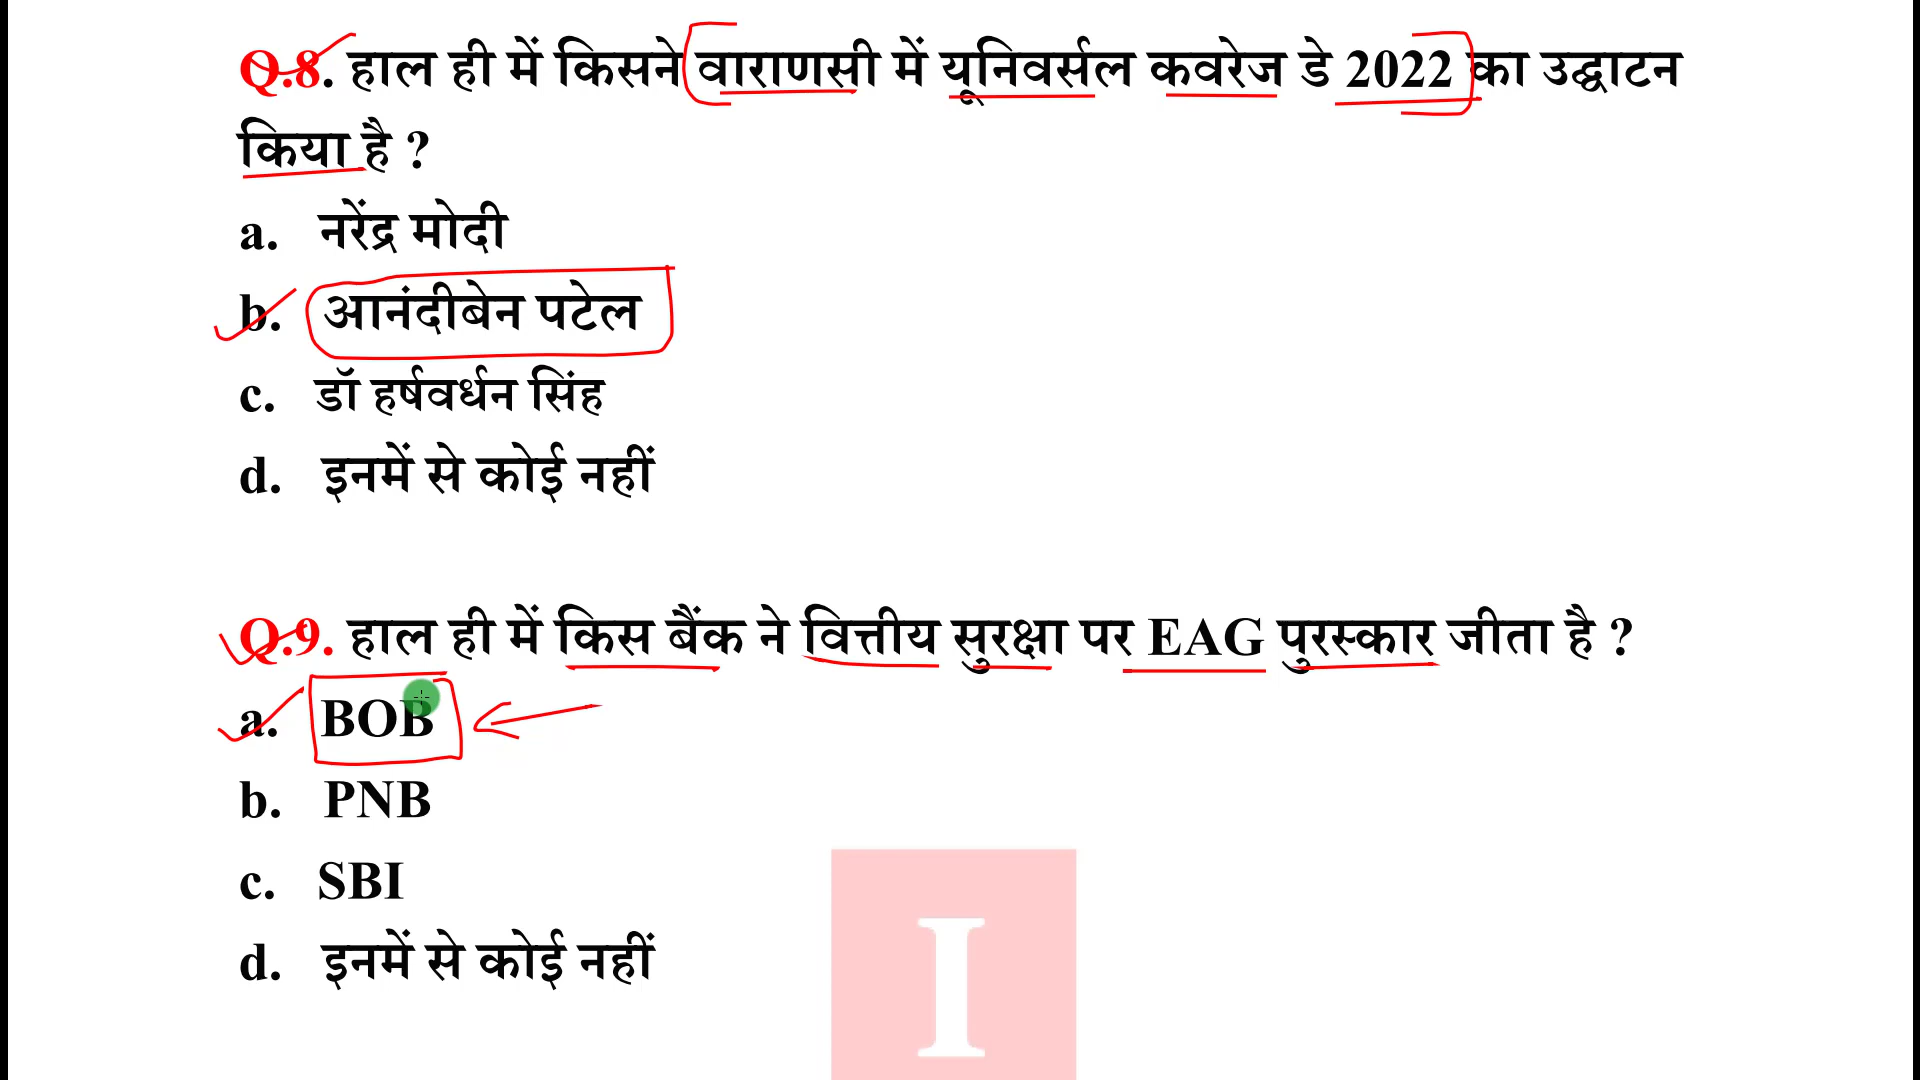 Q.8. हाल ही में किसने वाराणसी में यूनिवर्सल कवरेज डे 2022 का उद्घाटन
किया है ?
a. नरेंद्र मोदी
b. आनंदीबेन पटेल
c. डॉ हर्षवर्धन सिंह
d. इनमें से कोई नहीं
Q.9. हाल ही में किस बैंक ने वित्तीय सुरक्षा पर EAG पुरस्कार जीता है ?
a. BOB
b. PNB
c. SBI
d. इनमें से कोई नहीं
I